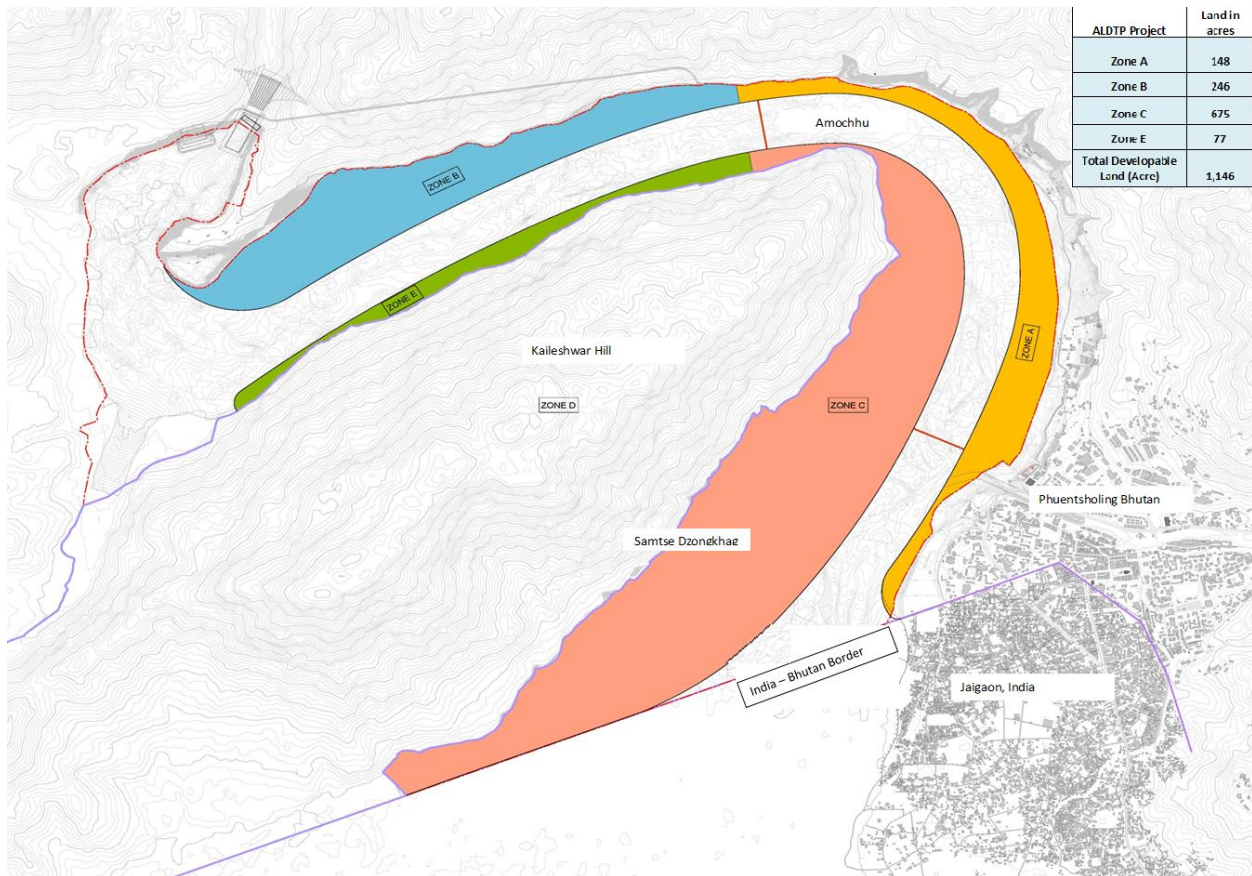 ALDTP Project
Land in
acres
Zone A
148
Zone B
246
Zone C
675
Zone E
77
Total Developable
Land (Acre)
1,146
Amochhu
ZONE B
ZONE E
ZONE A
Kaileshwar Hill
ZONE D
ZONE C
Phuentsholing Bhutan
Samtse Dzongkhag
India – Bhutan Border
Jaigaon, India